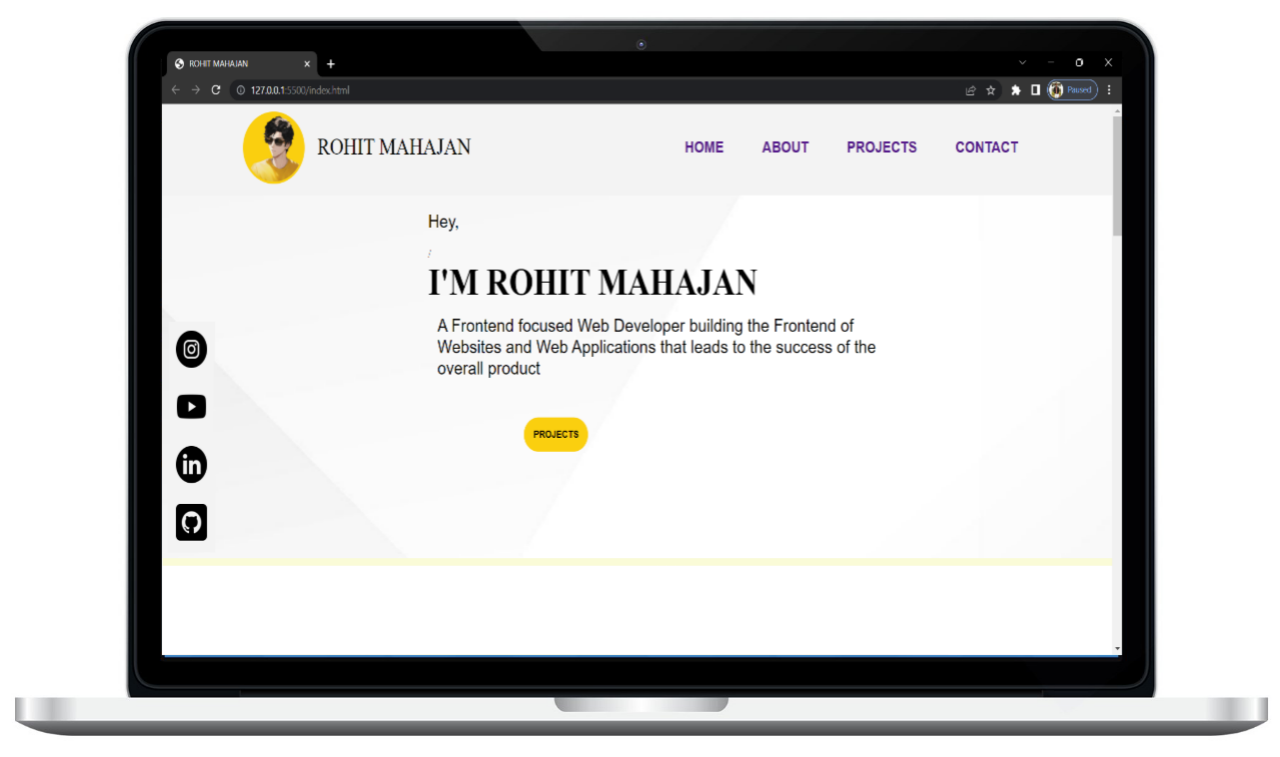 ROHIT MAHAJAN
127.0.0.1:5500/index.html
Paused
ROHIT MAHAJAN
HOME ABOUT PROJECTS CONTACT
Hey,
/
I'M ROHIT MAHAJAN
A Frontend focused Web Developer building the Frontend of
Websites and Web Applications that leads to the success of the
overall product
PROJECTS
in